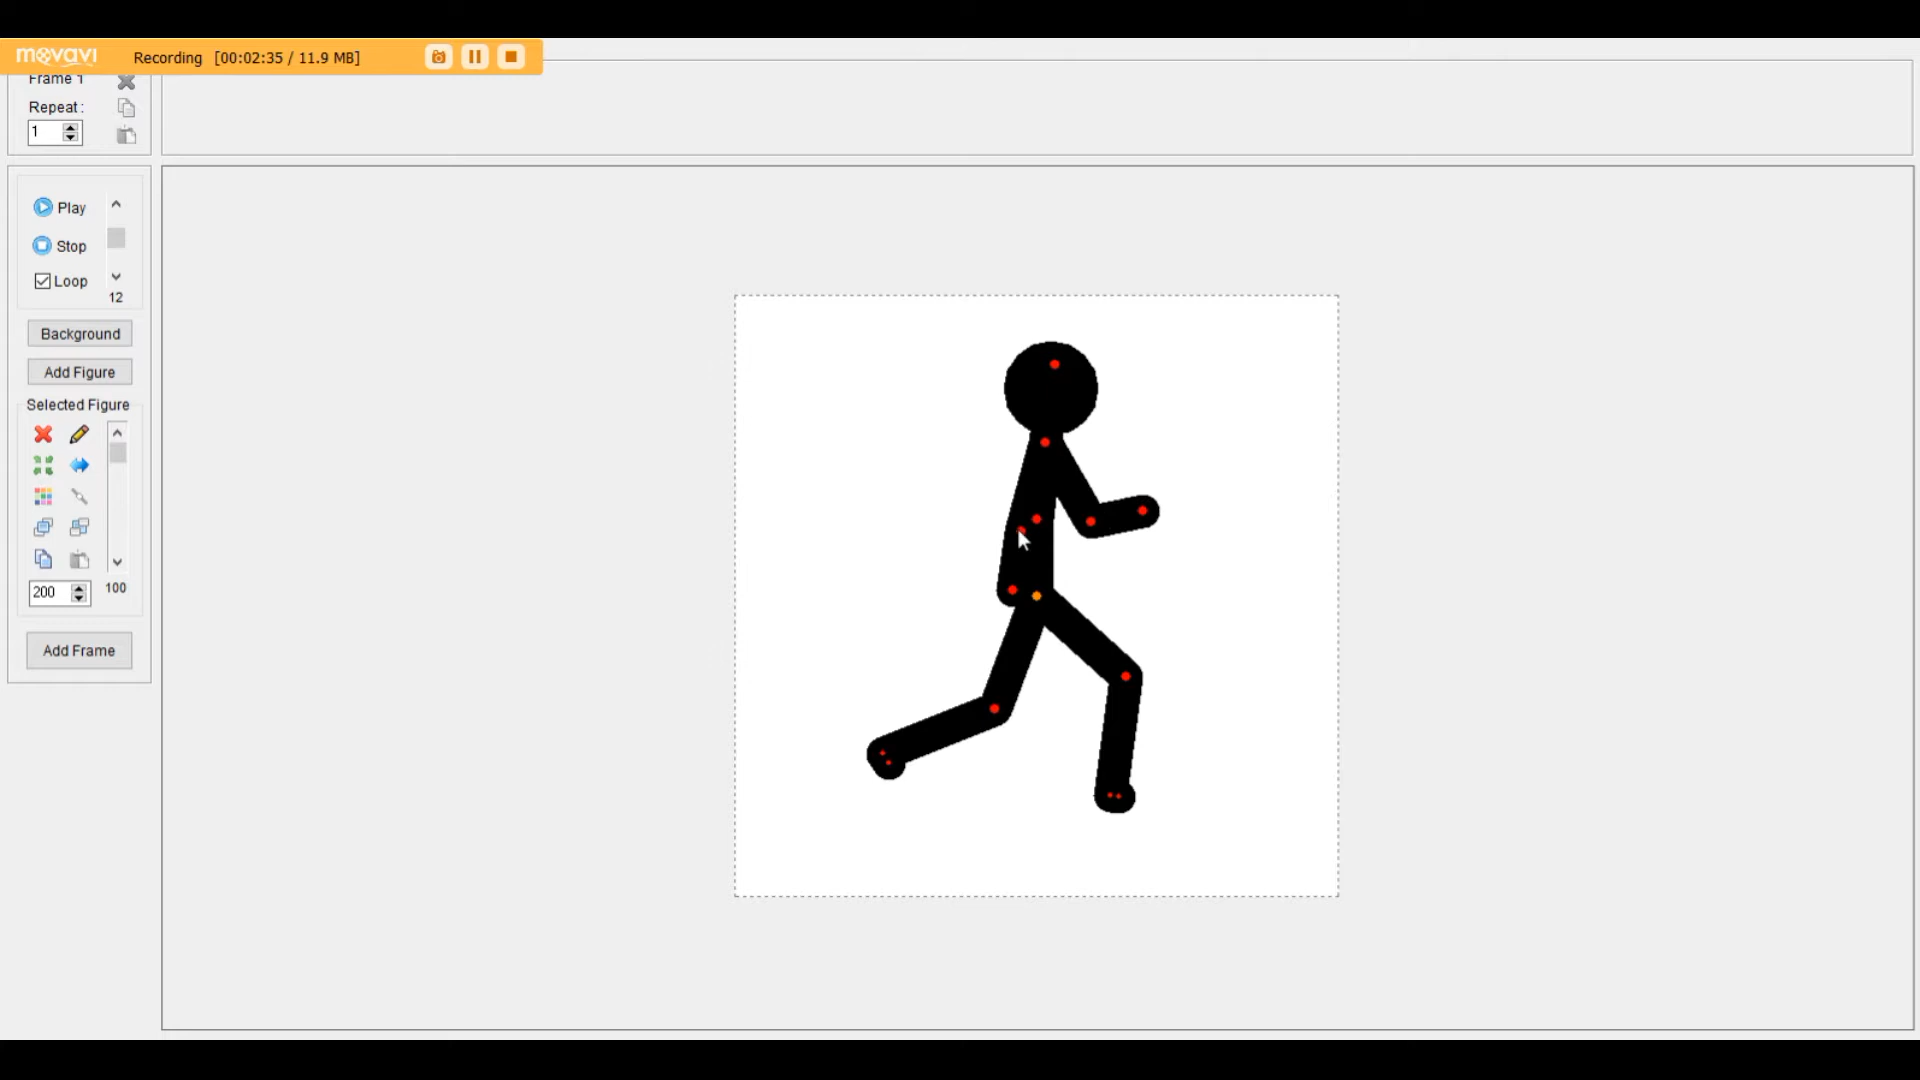 movavi
Recording [00:02:35 / 11.9 MB]
Frame 1
Repeat:
1
Play
Stop
Loop
12
Background
Add Figure
Selected Figure
200
100
Add Frame